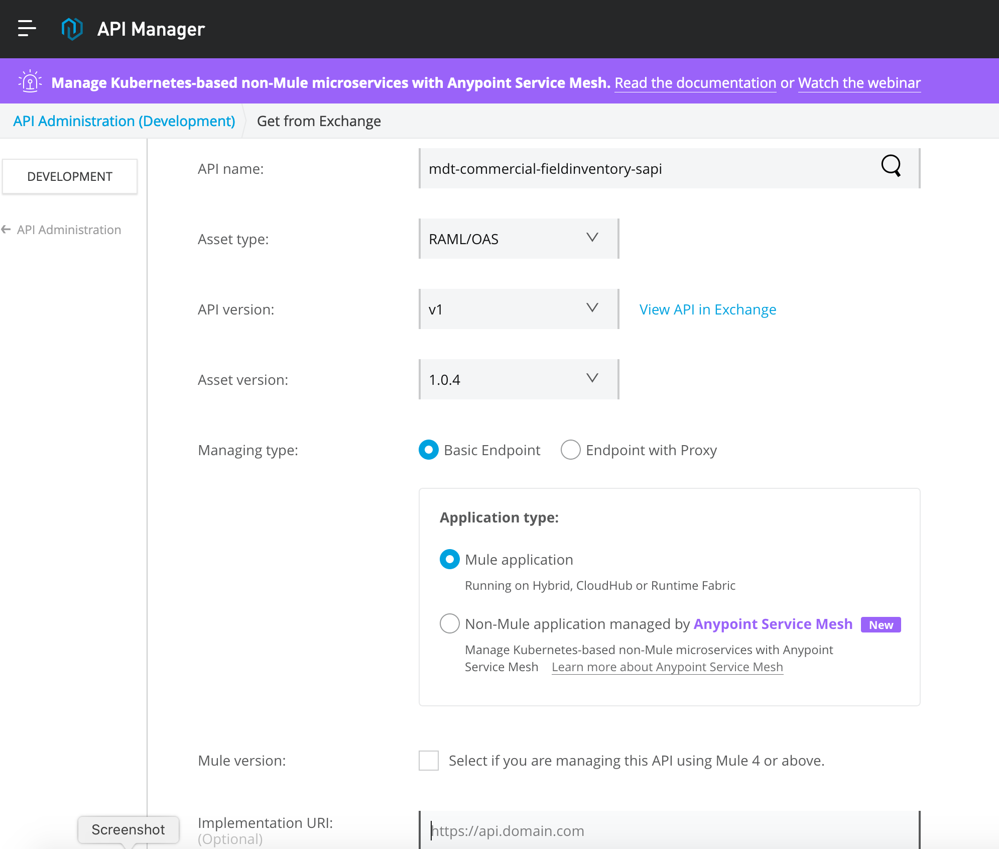 API Manager
Manage Kubernetes-based non-Mule microservices with Anypoint Service Mesh. Read the documentation or Watch the webinar
API Administration (Development) Get from Exchange
DEVELOPMENT
API Administration
API name: mdt-commercial-fieldinventory-sapi
Asset type: RAML/OAS
API version: v1 View API in Exchange
Asset version: 1.0.4
Managing type: Basic Endpoint Endpoint with Proxy
Application type:
Mule application
Running on Hybrid, CloudHub or Runtime Fabric
Non-Mule application managed by Anypoint Service Mesh New
Manage Kubernetes-based non-Mule microservices with Anypoint
Service Mesh Learn more about Anypoint Service Mesh
Mule version: Select if you are managing this API using Mule 4 or above.
Implementation URI: https://api.domain.com
(Optional)
Screenshot